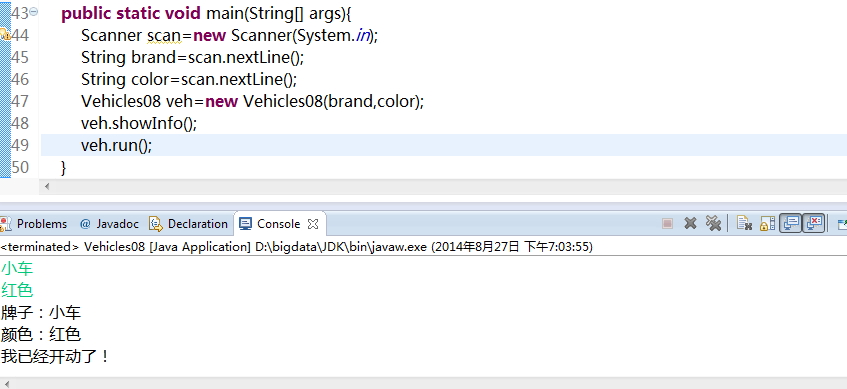 43 public static void main(String[] args){
44 Scanner scan=new Scanner(System.in);
45 String brand=scan.nextLine();
46 String color=scan.nextLine();
47 Vehicles08 veh=new Vehicles08(brand,color);
48 veh.showInfo();
49 veh.run();
50 }
Problems @ Javadoc Declaration Console
<terminated> Vehicles08 [Java Application] D:\bigdata\JDK\bin\javaw.exe (2014年8月27日 下午7:03:55)
小车
红色
牌子：小车
颜色：红色
我已经开动了！